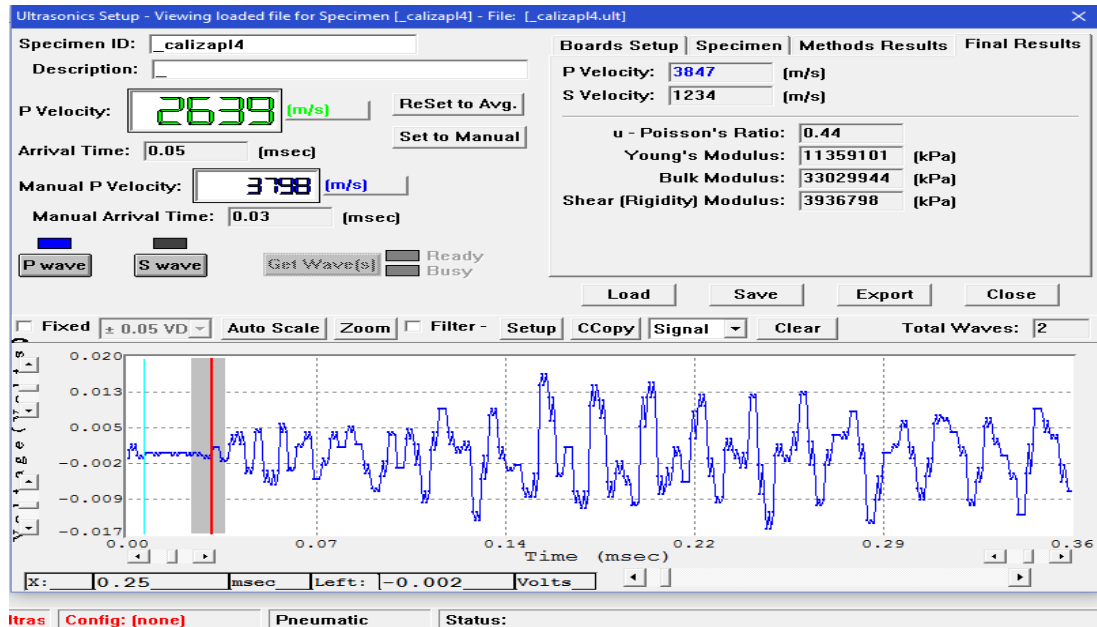 Ultrasonics Setup - Viewing loaded file for Specimen [_calizapl4] - File: [_calizapl4.ult]
Specimen ID: _calizapl4
Description: _
P Velocity: 2639 (m/s)
ReSet to Avg.
Set to Manual
Arrival Time: 0.05 (msec)
Manual P Velocity: 3798 (m/s)
Manual Arrival Time: 0.03 (msec)
P wave S wave Get Wave(s) Ready
Busy
Boards Setup Specimen Methods Results Final Results
P Velocity: 3847 (m/s)
S Velocity: 1234 (m/s)
u - Poisson's Ratio: 0.44
Young's Modulus: 11359101 (kPa)
Bulk Modulus: 33029944 (kPa)
Shear (Rigidity) Modulus: 3936798 (kPa)
Load Save Export Close
Fixed ± 0.05 VD Auto Scale Zoom Filter - Setup CCopy Signal Clear Total Waves: 2
0.020
0.013
0.005
-0.002
-0.009
-0.017
0.00 0.07 0.14 0.22 0.29 0.36
Time (msec)
X: 0.25 msec Left: -0.002 Volts
ltras Config: (none) Pneumatic Status: